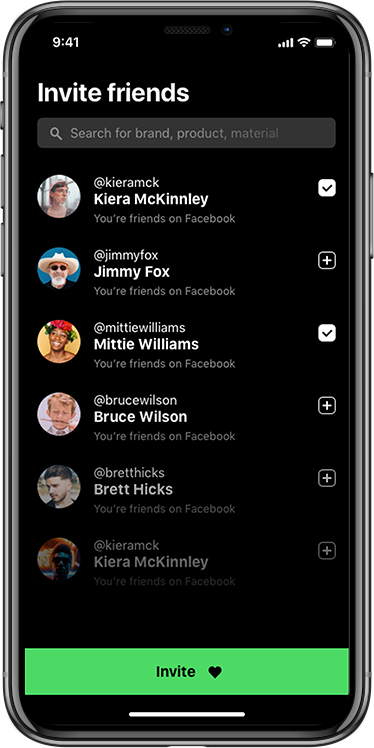 9:41
Invite friends
Search for brand, product, material
@kieramck
Kiera McKinnley
You're friends on Facebook
@jimmyfox
Jimmy Fox
You're friends on Facebook
@mittiewilliams
Mittie Williams
You're friends on Facebook
@brucewilson
Bruce Wilson
You're friends on Facebook
@bretthicks
Brett Hicks
You're friends on Facebook
@kieramck
Kiera McKinnley
You're friends on Facebook
Invite